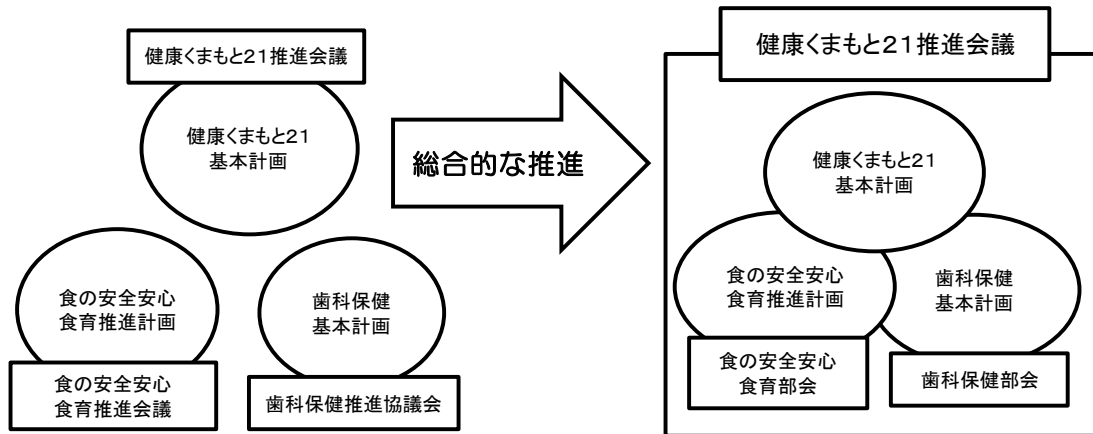 健康くまもと２１推進会議
健康くまもと２１
基本計画
食の安全安心
食育推進計画
食の安全安心
食育推進会議
歯科保健
基本計画
歯科保健推進協議会
総合的な推進
健康くまもと２１推進会議
健康くまもと２１
基本計画
食の安全安心
食育推進計画
食の安全安心
食育部会
歯科保健
基本計画
歯科保健部会